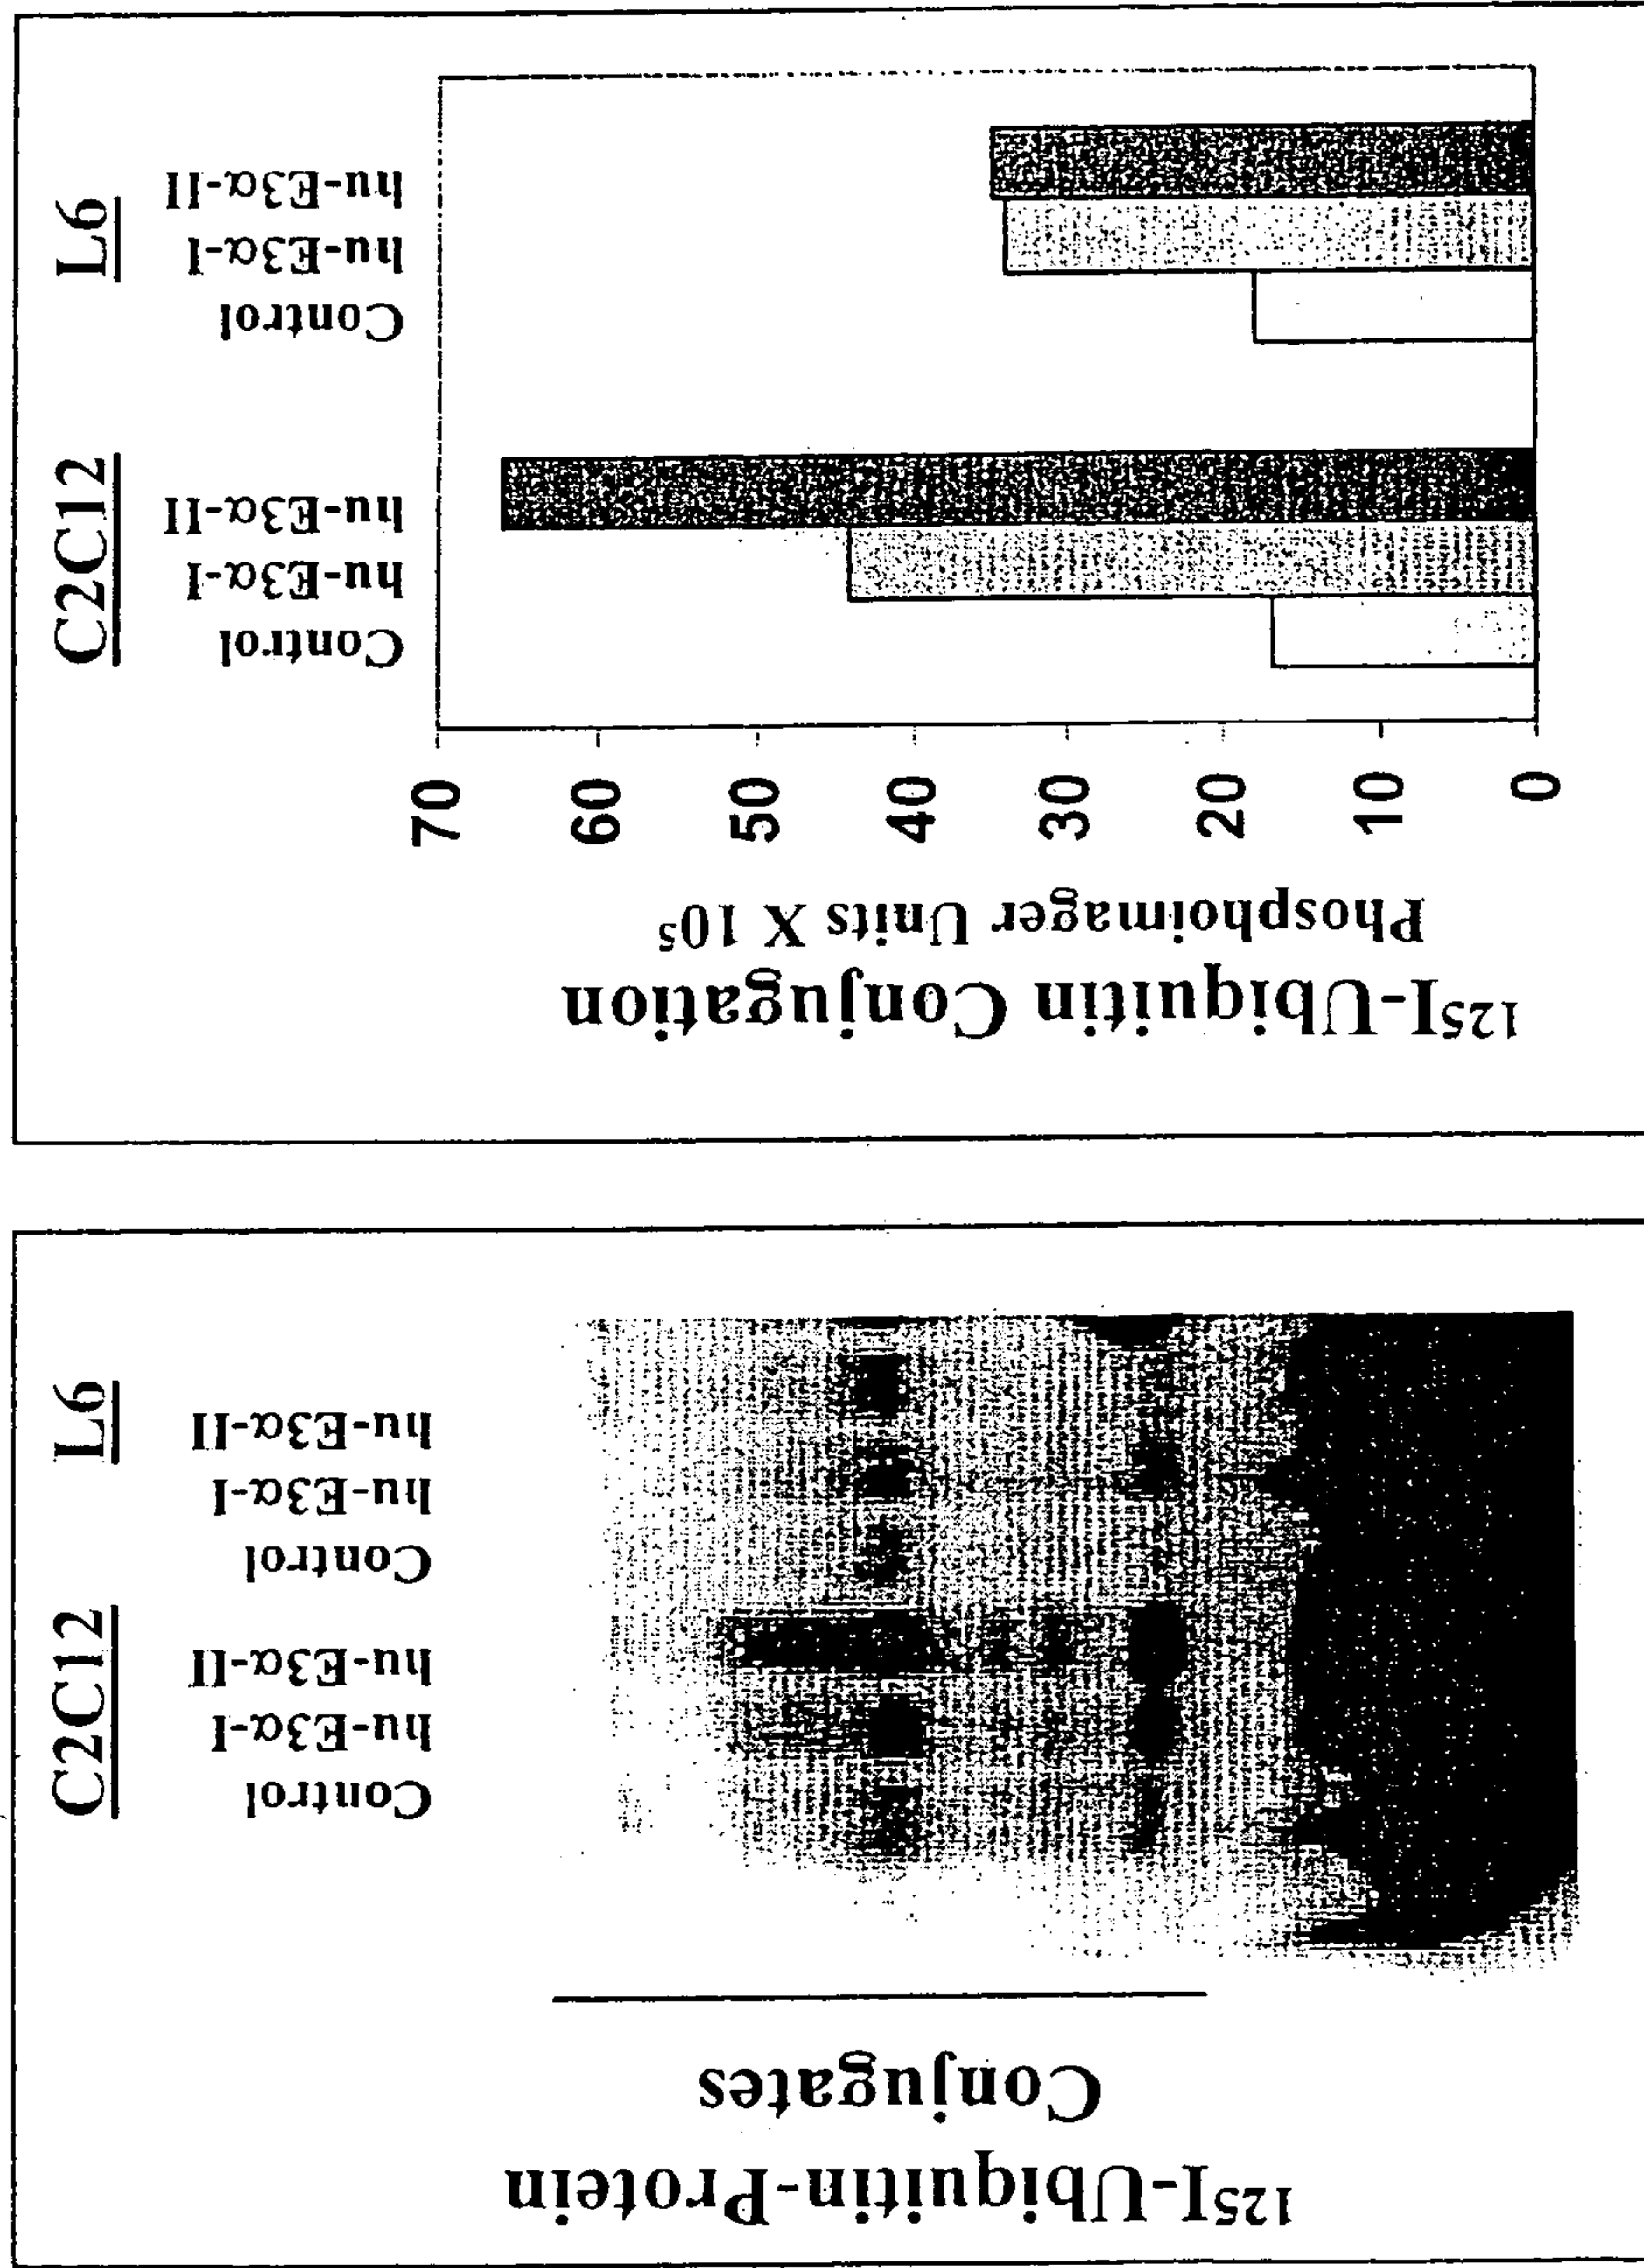 ¹²⁵I-Ubiquitin-Protein
Conjugates
C2C12
Control
hu-E3α-I
hu-E3α-II
L6
Control
hu-E3α-I
hu-E3α-II
¹²⁵I-Ubiquitin Conjugation
Phosphoimager Units X 10⁵
70
60
50
40
30
20
10
0
C2C12
Control
hu-E3α-I
hu-E3α-II
L6
Control
hu-E3α-I
hu-E3α-II